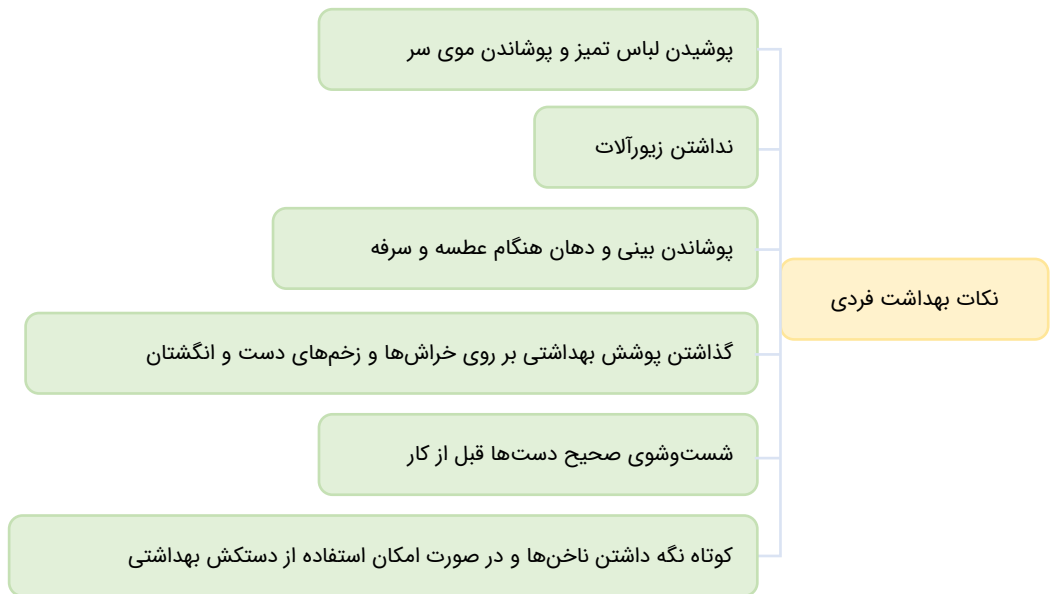 پوشیدن لباس تمیز و پوشاندن موی سر
نداشتن زیورآلات
پوشاندن بینی و دهان هنگام عطسه و سرفه
نکات بهداشت فردی
گذاشتن پوشش بهداشتی بر روی خراش‌ها و زخم‌های دست و انگشتان
شست‌وشوی صحیح دست‌ها قبل از کار
کوتاه نگه داشتن ناخن‌ها و در صورت امکان استفاده از دستکش بهداشتی